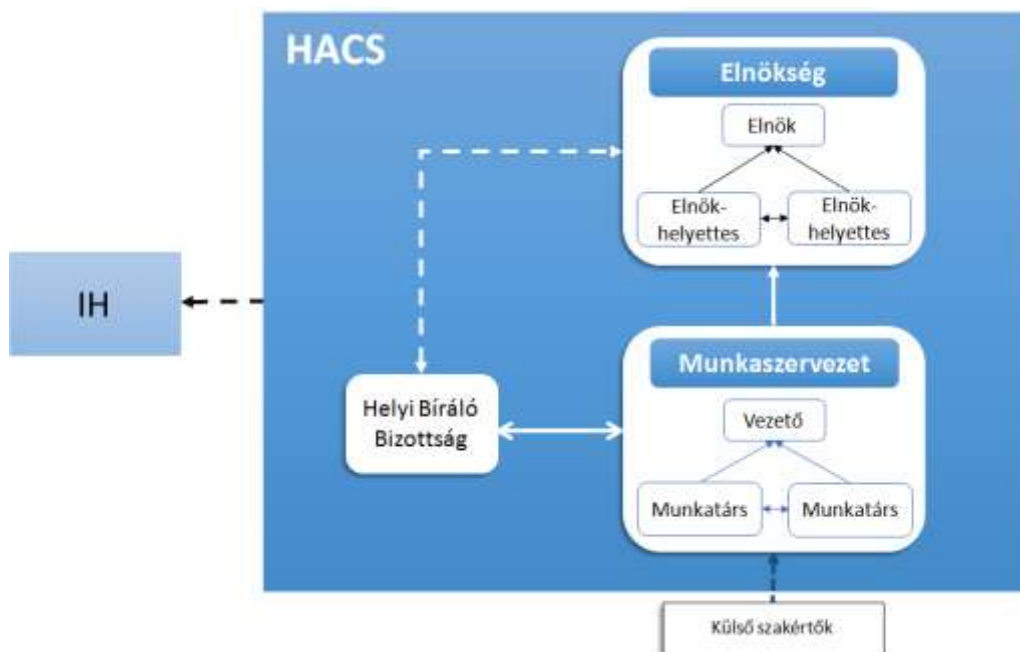 HACS
Elnökség
Elnök
Elnök-
helyettes
Elnök-
helyettes
IH
Helyi Bíráló
Bizottság
Munkaszervezet
Vezető
Munkatárs
Munkatárs
Külső szakértők